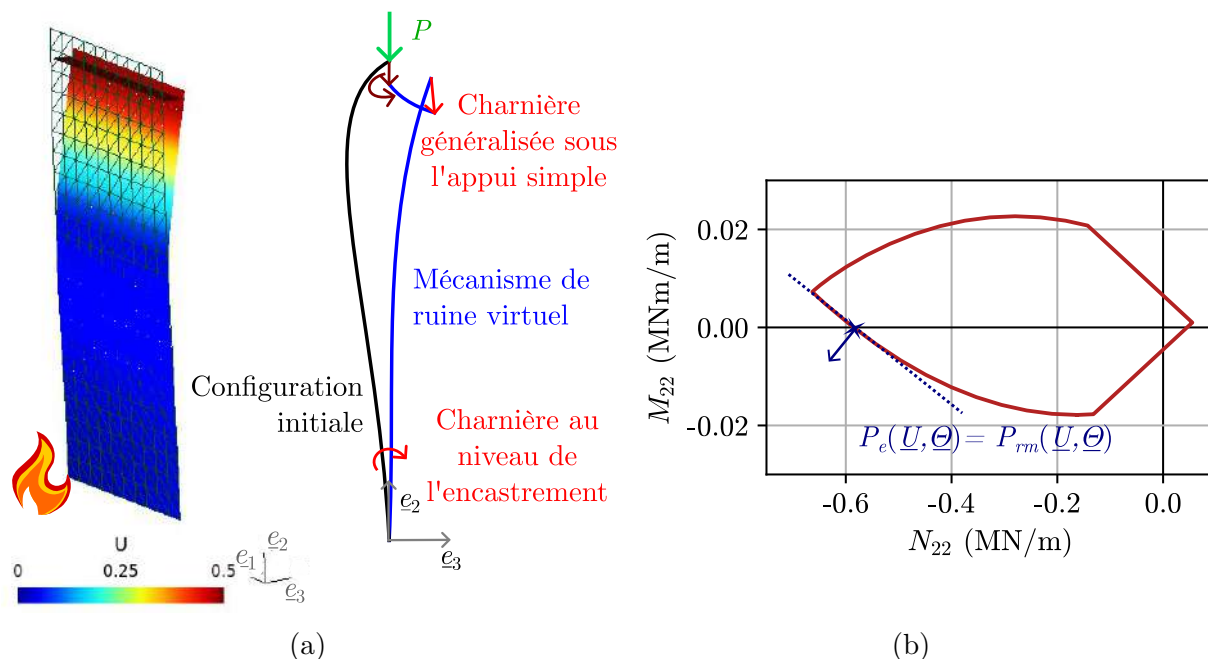 P
Charnière
généralisée sous
l'appui simple
Mécanisme de
ruine virtuel
Configuration
initiale
Charnière au
niveau de
l'encastrement
e2
e3
U
0 0.25 0.5
e2
e1
e3
(a)
M22 (MNm/m)
0.02
0.00
-0.02
Pe(U,Θ) = Prm(U,Θ)
-0.6 -0.4 -0.2 0.0
N22 (MN/m)
(b)